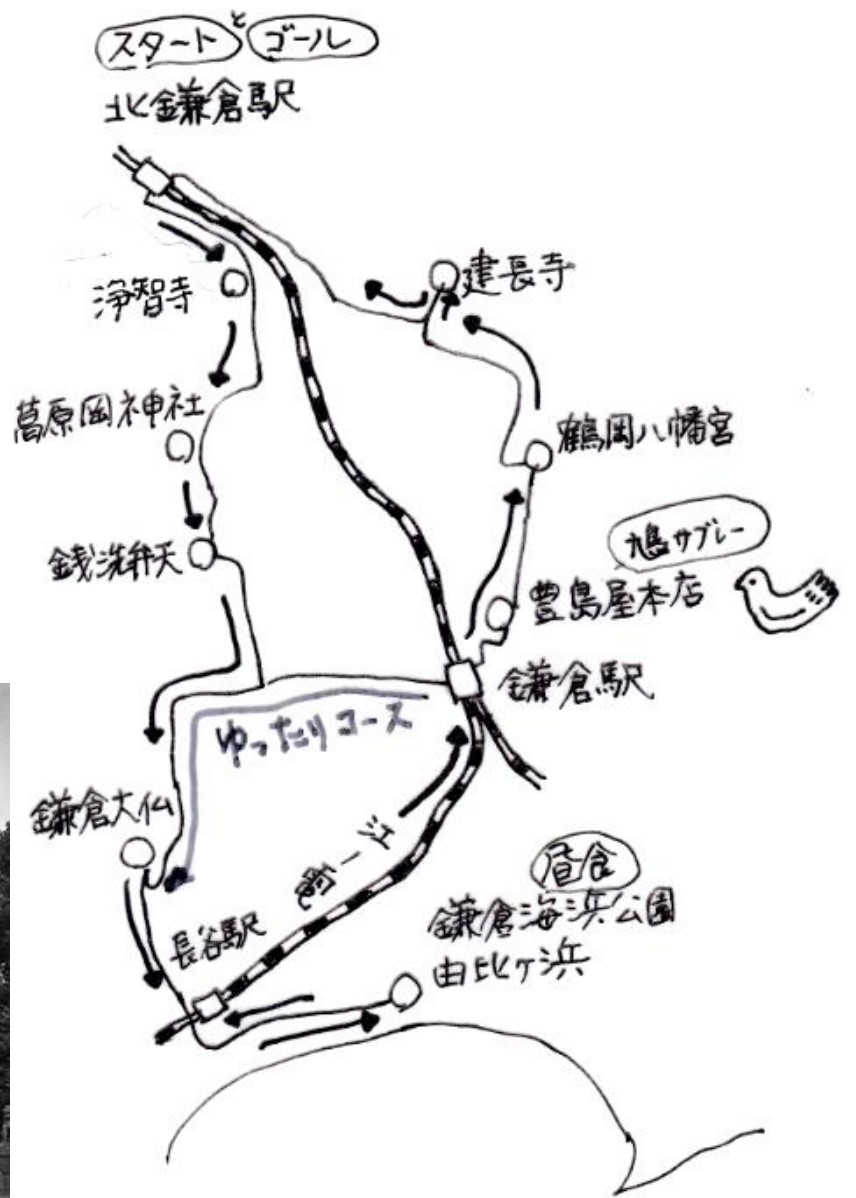 スタート と ゴール
北鎌倉駅
浄智寺
建長寺
葛原岡神社
鶴岡八幡宮
銭洗弁天
鳩サブレー
豊島屋本店
鎌倉駅
ゆったりコース
鎌倉大仏
江ノ電
昼食
長谷駅
鎌倉海浜公園
由比ヶ浜